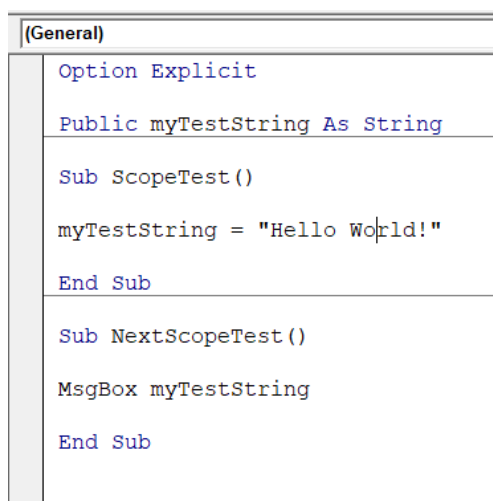 (General)
Option Explicit
Public myTestString As String
Sub ScopeTest()
myTestString = "Hello World!"
End Sub
Sub NextScopeTest()
MsgBox myTestString
End Sub